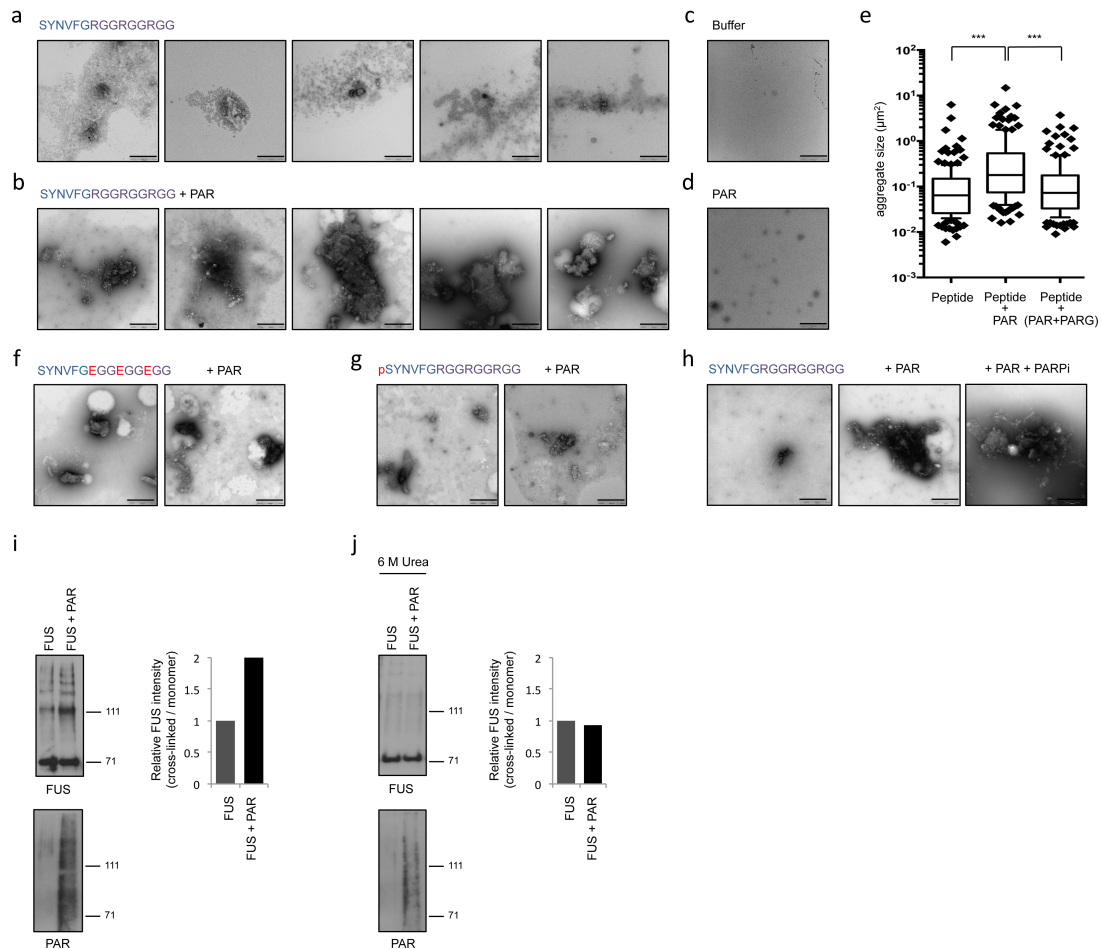 a
SYNVFGRGGRGGRGG
b
SYNVFGRGGRGGRGG + PAR
c
Buffer
d
PAR
e
***
***
aggregate size (µm²)
10²
10¹
10⁰
10⁻¹
10⁻²
10⁻³
Peptide
Peptide
+
PAR
Peptide
+
(PAR+PARG)
f
SYNVFGEGGEGGEGG
+ PAR
g
pSYNVFGRGGRGGRGG
+ PAR
h
SYNVFGRGGRGGRGG
+ PAR
+ PAR + PARPi
i
FUS
FUS + PAR
111
71
FUS
111
71
PAR
Relative FUS intensity
(cross-linked / monomer)
2
1.5
1
0.5
0
FUS
FUS + PAR
j
6 M Urea
FUS
FUS + PAR
111
71
FUS
111
71
PAR
Relative FUS intensity
(cross-linked / monomer)
2
1.5
1
0.5
0
FUS
FUS + PAR